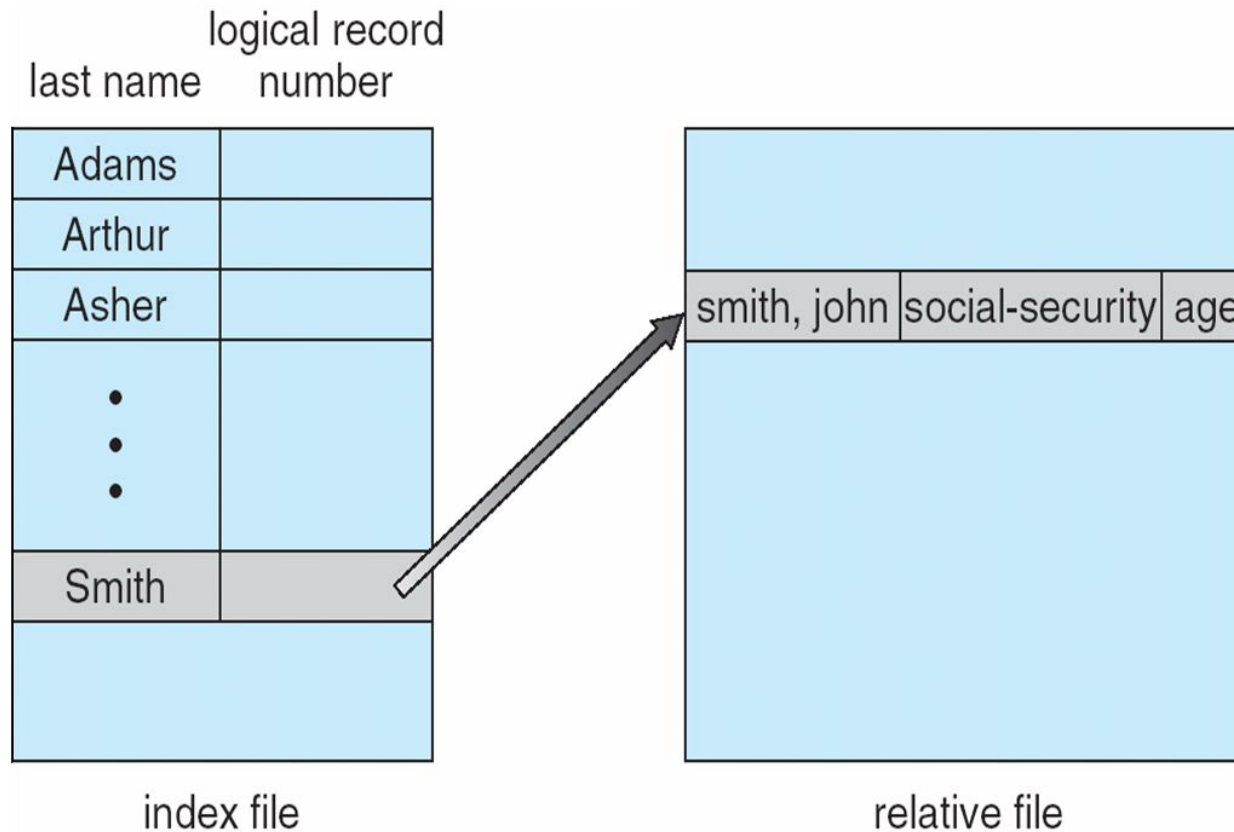 logical record
last name number
Adams
Arthur
Asher
Smith
smith, john social-security age
index file relative file